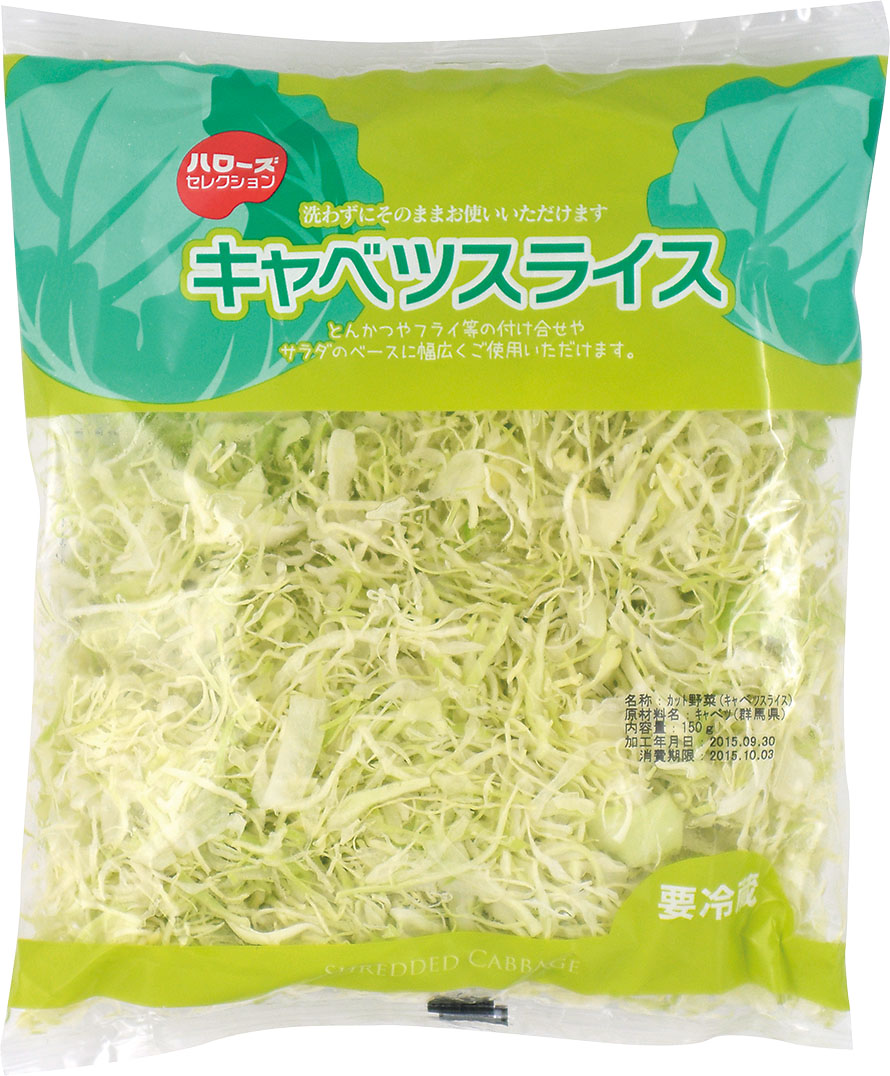 ハローズ
セレクション
洗わずにそのままお使いいただけます
キャベツスライス
とんかつやフライ等の付け合せや
サラダのベースに幅広くご使用いただけます。
名称：カット野菜(キャベツスライス)
原材料名：キャベツ(群馬県)
内容量：150g
加工年月日：2015.09.30
消費期限：2015.10.03
要冷蔵
SHREDDED CABBAGE